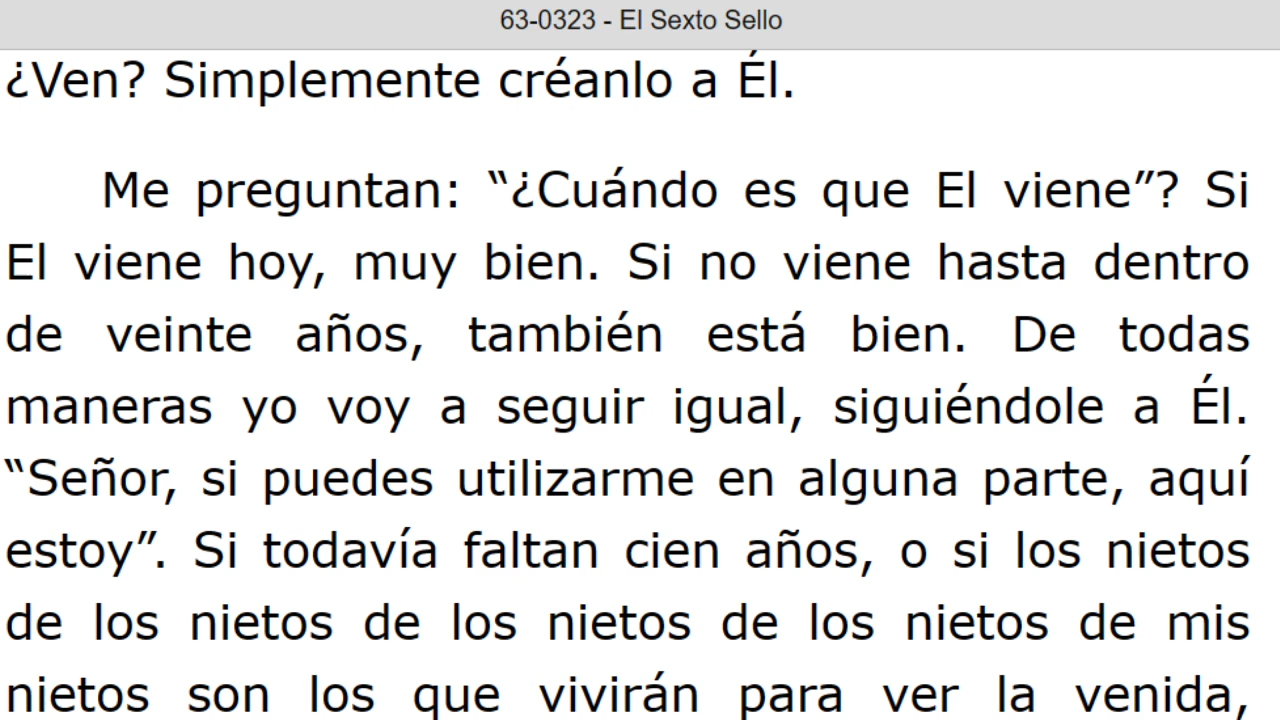 63-0323 - El Sexto Sello
¿Ven? Simplemente créanlo a Él.
Me preguntan: “¿Cuándo es que El viene”? Si
El viene hoy, muy bien. Si no viene hasta dentro
de veinte años, también está bien. De todas
maneras yo voy a seguir igual, siguiéndole a Él.
“Señor, si puedes utilizarme en alguna parte, aquí
estoy”. Si todavía faltan cien años, o si los nietos
de los nietos de los nietos de los nietos de mis
nietos son los que vivirán para ver la venida,